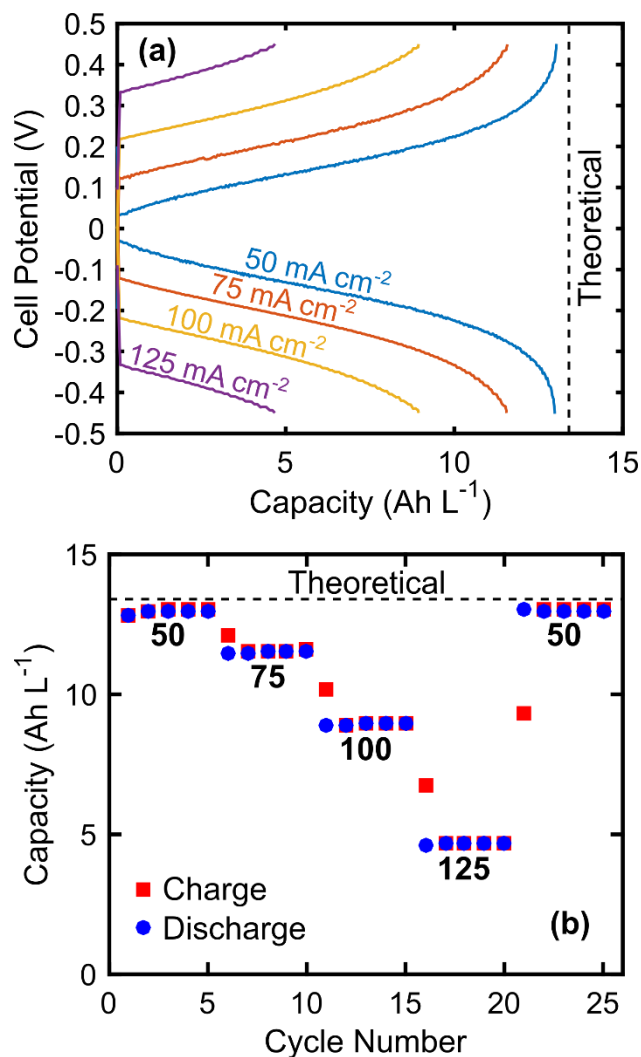 (a)
0.5
0.4
0.3
0.2
0.1
0
-0.1
-0.2
-0.3
-0.4
-0.5
Cell Potential (V)
50 mA cm-2
75 mA cm-2
100 mA cm-2
125 mA cm-2
Theoretical
0
5
10
15
Capacity (Ah L-1)
15
10
5
0
Capacity (Ah L-1)
Theoretical
50
75
100
125
50
Charge
Discharge
(b)
0
5
10
15
20
25
Cycle Number